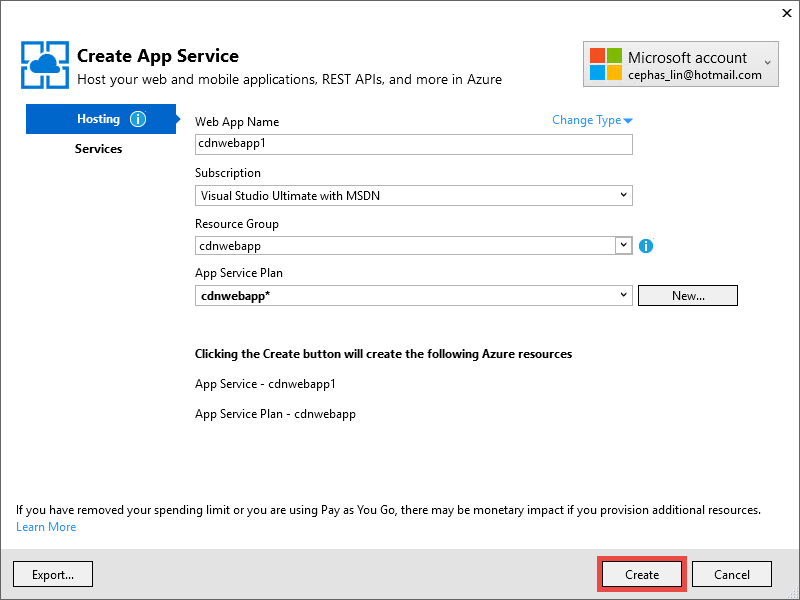 Create App Service
Host your web and mobile applications, REST APIs, and more in Azure
Microsoft account
cephas_lin@hotmail.com
Hosting
Services
Web App Name
Change Type
cdnwebapp1
Subscription
Visual Studio Ultimate with MSDN
Resource Group
cdnwebapp
App Service Plan
cdnwebapp*
New...
Clicking the Create button will create the following Azure resources
App Service - cdnwebapp1
App Service Plan - cdnwebapp
If you have removed your spending limit or you are using Pay as You Go, there may be monetary impact if you provision additional resources.
Learn More
Export...
Create
Cancel